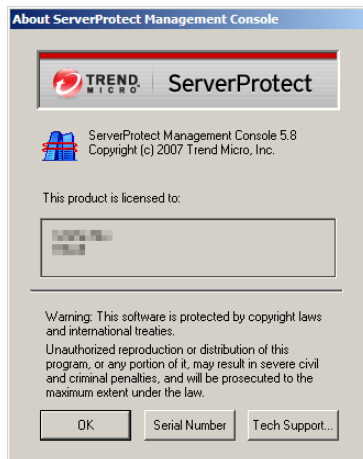 About ServerProtect Management Console
TREND MICRO ServerProtect
ServerProtect Management Console 5.8
Copyright (c) 2007 Trend Micro, Inc.
This product is licensed to:
Warning: This software is protected by copyright laws
and international treaties.
Unauthorized reproduction or distribution of this
program, or any portion of it, may result in severe civil
and criminal penalties, and will be prosecuted to the
maximum extent under the law.
OK Serial Number Tech Support...